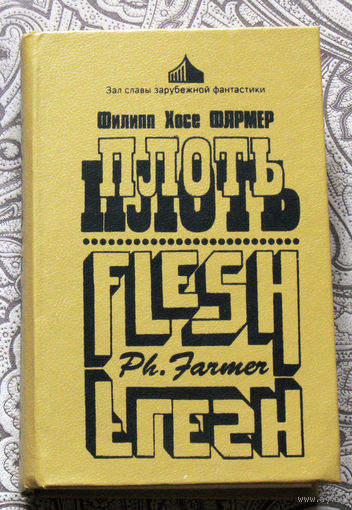 Зал славы зарубежной фантастики
Филипп Хосе ФАРМЕР
ПЛОТЬ
FLESH
Ph. Farmer
FLESH